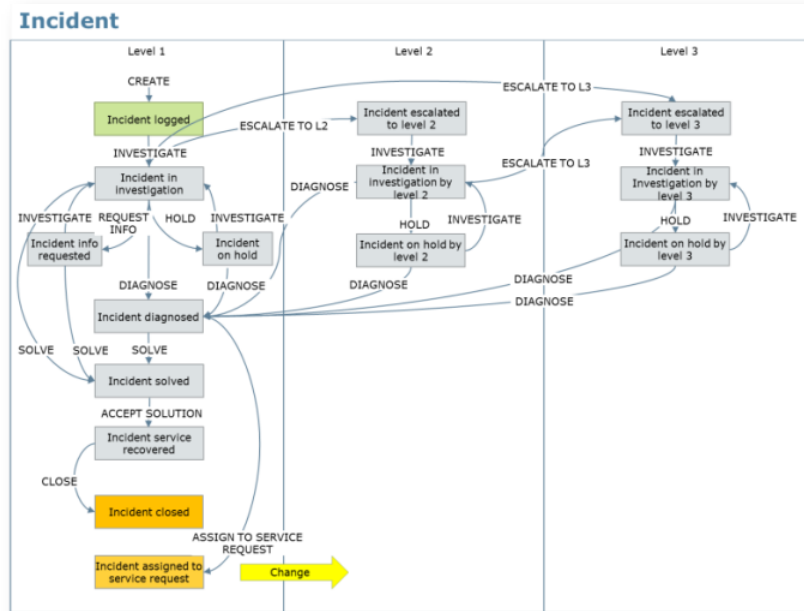 Incident
Level 1
Level 2
Level 3
CREATE
ESCALATE TO L3
Incident logged
ESCALATE TO L2
Incident escalated
to level 2
Incident escalated
to level 3
INVESTIGATE
INVESTIGATE
INVESTIGATE
ESCALATE TO L3
Incident in
investigation
DIAGNOSE
Incident in
investigation by
level 2
Incident in
Investigation by
level 3
INVESTIGATE
REQUEST
INFO
HOLD
INVESTIGATE
HOLD
INVESTIGATE
HOLD
INVESTIGATE
Incident info
requested
Incident
on hold
Incident on hold by
level 2
Incident on hold by
level 3
DIAGNOSE
DIAGNOSE
DIAGNOSE
DIAGNOSE
DIAGNOSE
Incident diagnosed
SOLVE
SOLVE
SOLVE
Incident solved
ACCEPT SOLUTION
Incident service
recovered
CLOSE
Incident closed
ASSIGN TO SERVICE
REQUEST
Incident assigned to
service request
Change